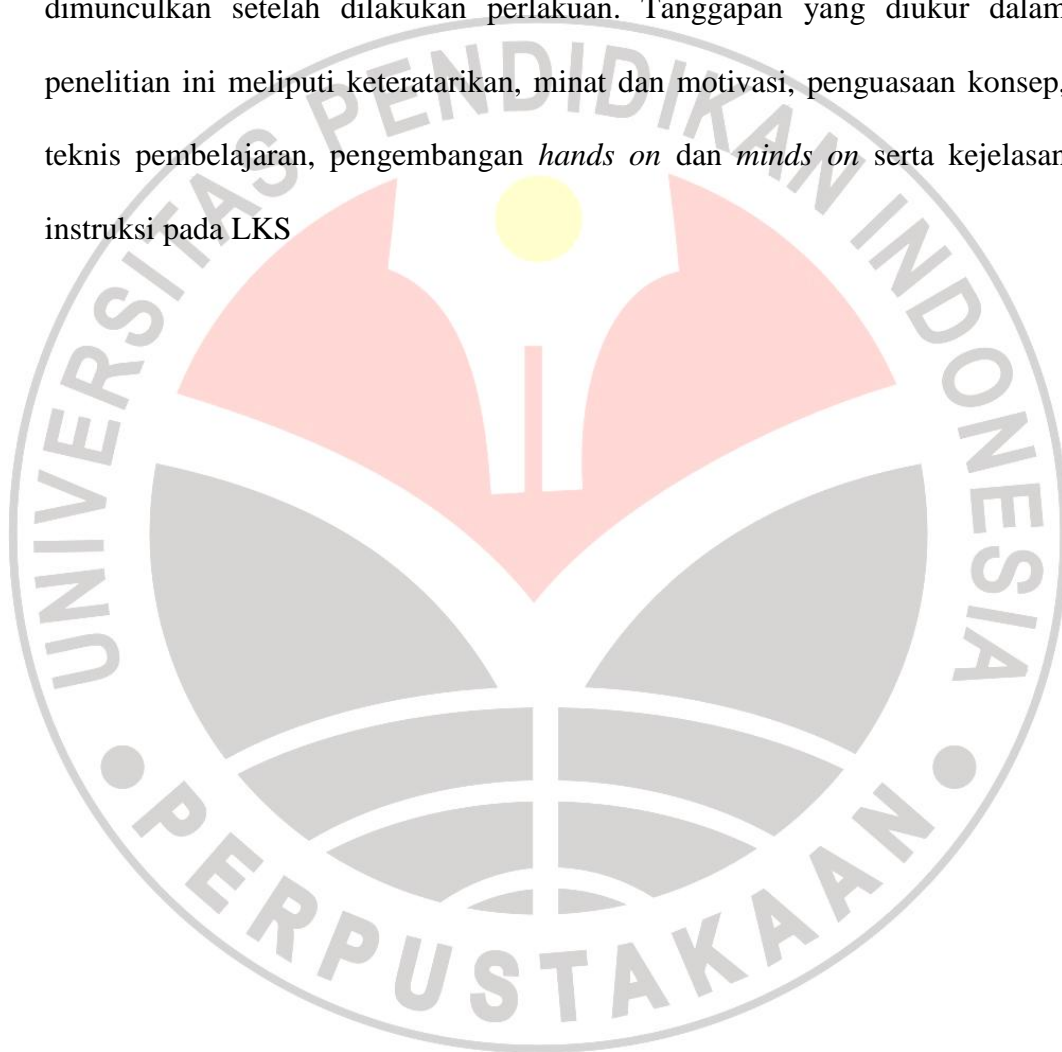 dimunculkan setelah dilakukan perlakuan. Tanggapan yang diukur dalam
penelitian ini meliputi keteratarikan, minat dan motivasi, penguasaan konsep,
teknis pembelajaran, pengembangan hands on dan minds on serta kejelasan
instruksi pada LKS
UNIVERSITAS PENDIDIKAN INDONESIA
PERPUSTAKAAN